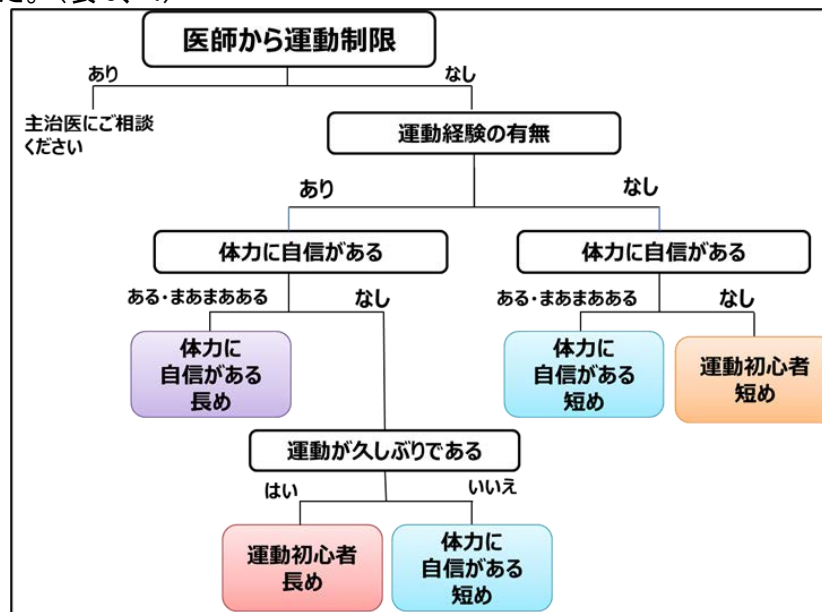 医師から運動制限
あり
なし
主治医にご相談
ください
運動経験の有無
あり
なし
体力に自信がある
体力に自信がある
ある・まあまあある
なし
ある・まあまあある
なし
体力に
自信がある
長め
体力に
自信がある
短め
運動初心者
短め
運動が久しぶりである
はい
いいえ
運動初心者
長め
体力に
自信がある
短め